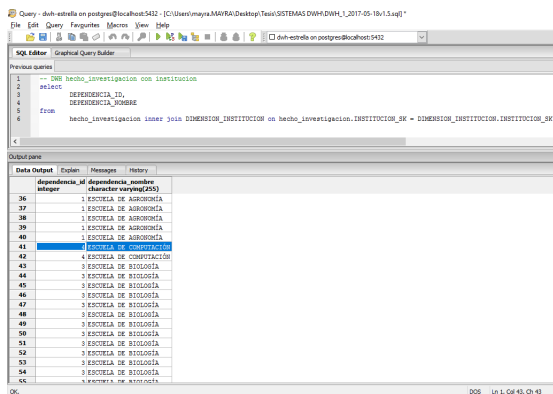 Query - dwh-estrella on postgres@localhost:5432 - [C:\Users\mayra.MAYRA\Desktop\Tesis\SISTEMAS DWH\DWH_1_2017-05-18v1.5.sql] *
File Edit Query Favourites Macros View Help
dwh-estrella on postgres@localhost:5432
SQL Editor Graphical Query Builder
Previous queries
1 -- DWH hecho_investigacion con institucion
2 select
3 DEPENDENCIA_ID,
4 DEPENDENCIA_NOMBRE
5 from
6 hecho_investigacion inner join DIMENSION_INSTITUCION on hecho_investigacion.INSTITUCION_SK = DIMENSION_INSTITUCION.INSTITUCION_SK
Output pane
Data Output Explain Messages History
dependencia_id dependencia_nombre
integer character varying(255)
36 1 ESCUELA DE AGRONOMÍA
37 1 ESCUELA DE AGRONOMÍA
38 1 ESCUELA DE AGRONOMÍA
39 1 ESCUELA DE AGRONOMÍA
40 1 ESCUELA DE AGRONOMÍA
41 4 ESCUELA DE COMPUTACIÓN
42 4 ESCUELA DE COMPUTACIÓN
43 3 ESCUELA DE BIOLOGÍA
44 3 ESCUELA DE BIOLOGÍA
45 3 ESCUELA DE BIOLOGÍA
46 3 ESCUELA DE BIOLOGÍA
47 3 ESCUELA DE BIOLOGÍA
48 3 ESCUELA DE BIOLOGÍA
49 3 ESCUELA DE BIOLOGÍA
50 3 ESCUELA DE BIOLOGÍA
51 3 ESCUELA DE BIOLOGÍA
52 3 ESCUELA DE BIOLOGÍA
53 3 ESCUELA DE BIOLOGÍA
54 3 ESCUELA DE BIOLOGÍA
55 3 ESCUELA DE BIOLOGÍA
OK. DOS Ln 1, Col 43, Ch 43